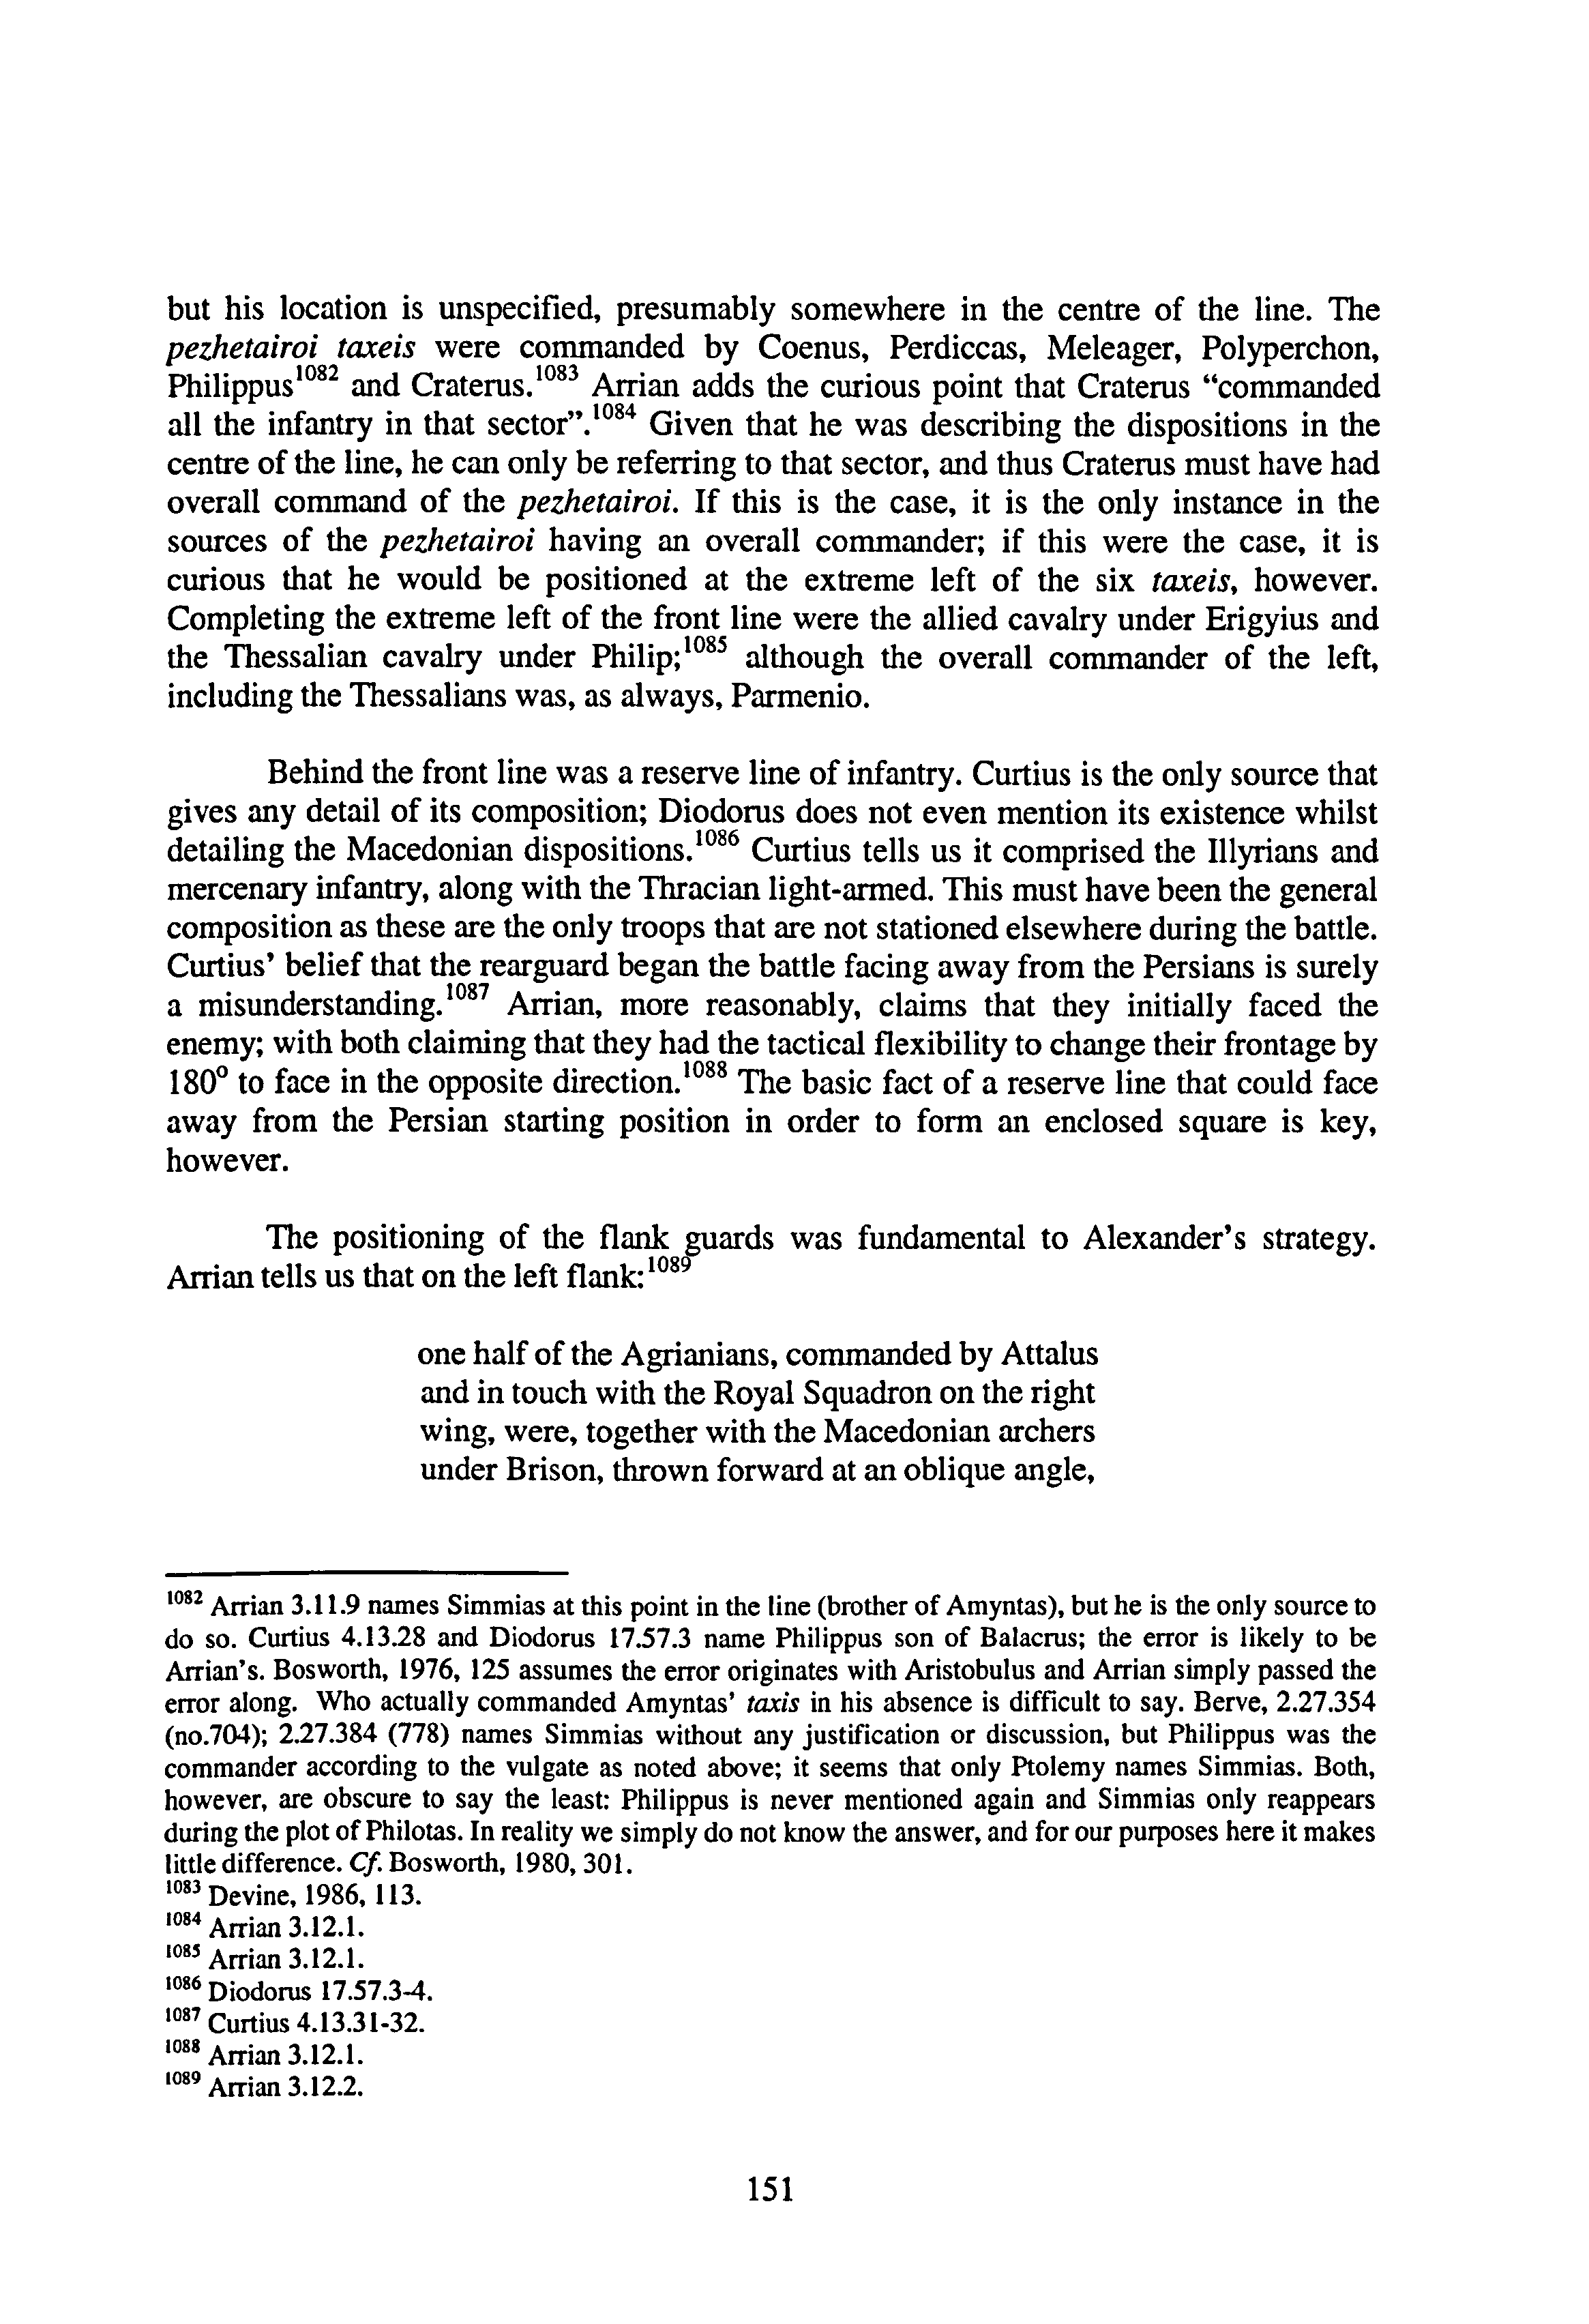 but his location is unspecified, presumably somewhere in the centre of the line. The
pezhetairoi taxeis were commanded by Coenus, Perdiccas, Meleager, Polyperchon,
Philippus1082 and Craterus.1083 Arrian adds the curious point that Craterus “commanded
all the infantry in that sector”.1084 Given that he was describing the dispositions in the
centre of the line, he can only be referring to that sector, and thus Craterus must have had
overall command of the pezhetairoi. If this is the case, it is the only instance in the
sources of the pezhetairoi having an overall commander; if this were the case, it is
curious that he would be positioned at the extreme left of the six taxeis, however.
Completing the extreme left of the front line were the allied cavalry under Erigyius and
the Thessalian cavalry under Philip;1085 although the overall commander of the left,
including the Thessalians was, as always, Parmenio.
Behind the front line was a reserve line of infantry. Curtius is the only source that
gives any detail of its composition; Diodorus does not even mention its existence whilst
detailing the Macedonian dispositions.1086 Curtius tells us it comprised the Illyrians and
mercenary infantry, along with the Thracian light-armed. This must have been the general
composition as these are the only troops that are not stationed elsewhere during the battle.
Curtius’ belief that the rearguard began the battle facing away from the Persians is surely
a misunderstanding.1087 Arrian, more reasonably, claims that they initially faced the
enemy; with both claiming that they had the tactical flexibility to change their frontage by
180° to face in the opposite direction.1088 The basic fact of a reserve line that could face
away from the Persian starting position in order to form an enclosed square is key,
however.
The positioning of the flank guards was fundamental to Alexander’s strategy.
Arrian tells us that on the left flank:1089
one half of the Agrianians, commanded by Attalus
and in touch with the Royal Squadron on the right
wing, were, together with the Macedonian archers
under Brison, thrown forward at an oblique angle,
1082 Arrian 3.11.9 names Simmias at this point in the line (brother of Amyntas), but he is the only source to
do so. Curtius 4.13.28 and Diodorus 17.57.3 name Philippus son of Balacrus; the error is likely to be
Arrian’s. Bosworth, 1976, 125 assumes the error originates with Aristobulus and Arrian simply passed the
error along. Who actually commanded Amyntas’ taxis in his absence is difficult to say. Berve, 2.27.354
(no.704); 2.27.384 (778) names Simmias without any justification or discussion, but Philippus was the
commander according to the vulgate as noted above; it seems that only Ptolemy names Simmias. Both,
however, are obscure to say the least: Philippus is never mentioned again and Simmias only reappears
during the plot of Philotas. In reality we simply do not know the answer, and for our purposes here it makes
little difference. Cf. Bosworth, 1980, 301.
1083 Devine, 1986, 113.
1084 Arrian 3.12.1.
1085 Arrian 3.12.1.
1086 Diodorus 17.57.3-4.
1087 Curtius 4.13.31-32.
1088 Arrian 3.12.1.
1089 Arrian 3.12.2.
151